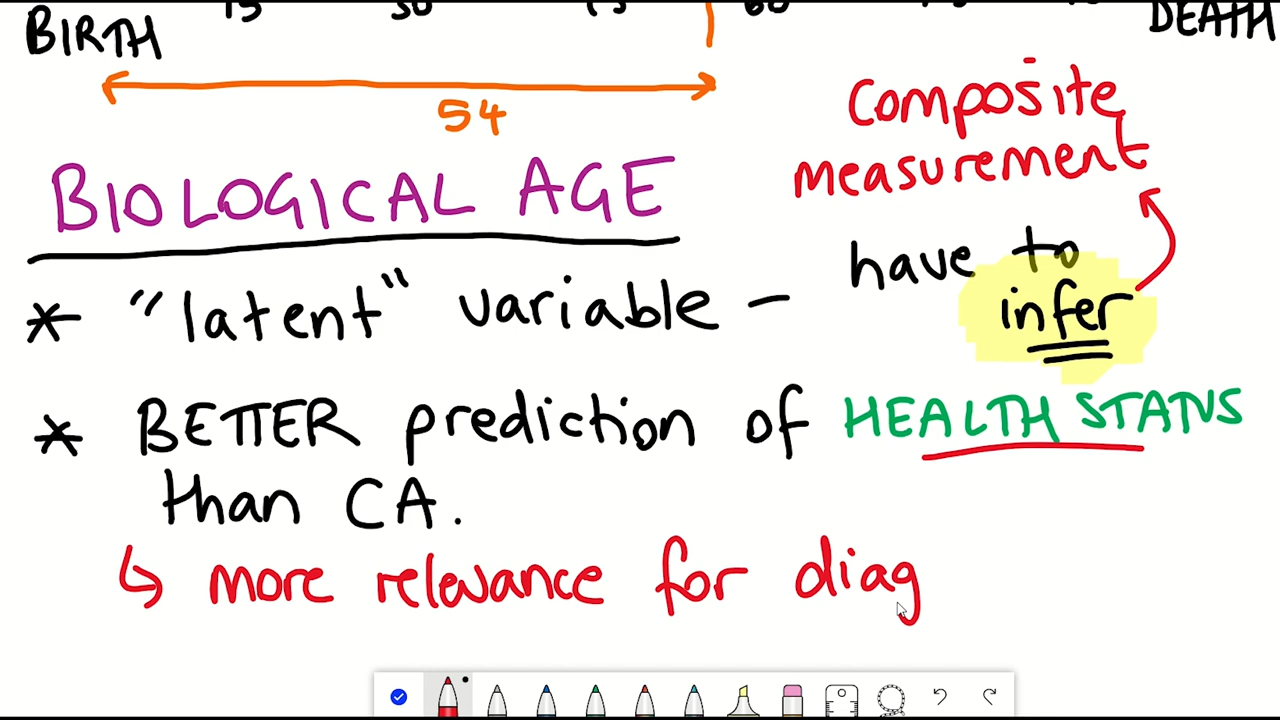 BIRTH
DEATH
54
composite
measurement
BIOLOGICAL AGE
have to
* "latent" variable - infer
* BETTER prediction of HEALTH STATUS
than CA.
↳ more relevance for diag